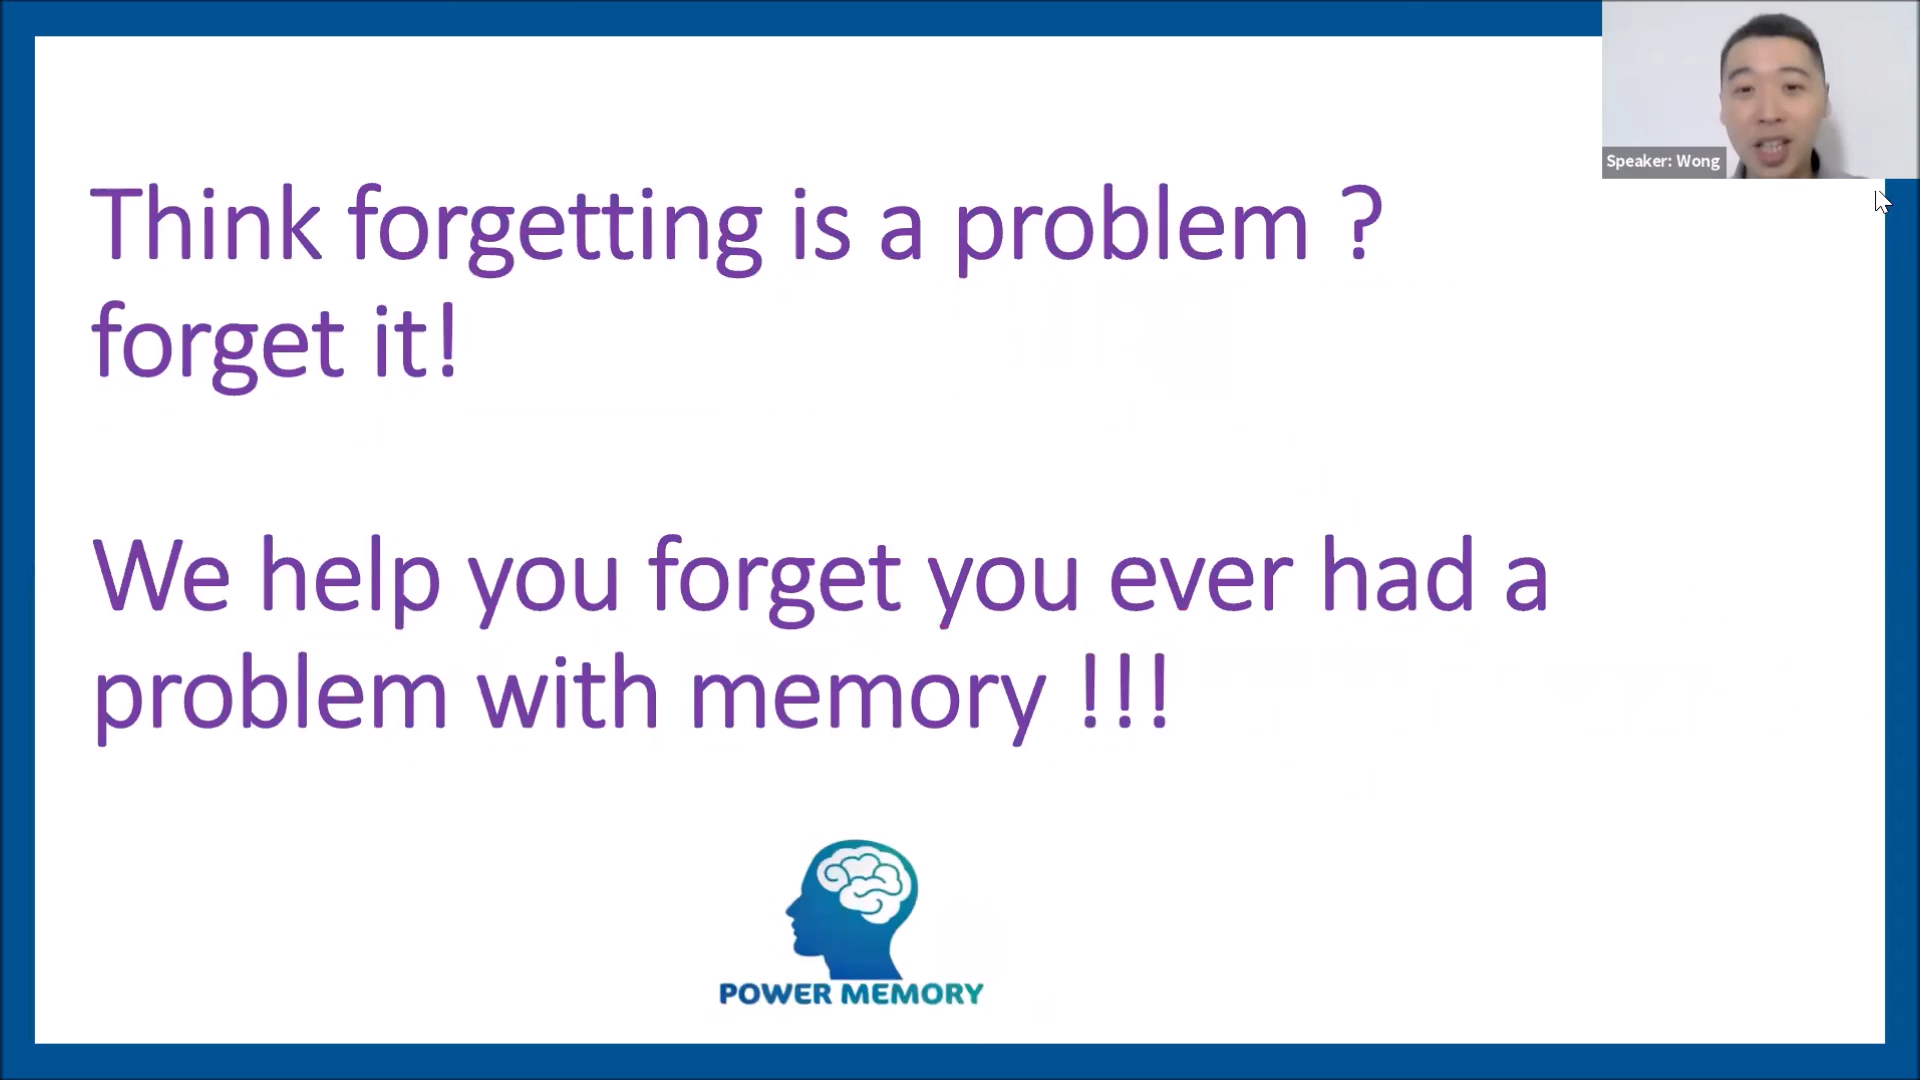 Speaker: Wong
Think forgetting is a problem ?
forget it!
We help you forget you ever had a
problem with memory !!!
POWER MEMORY